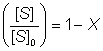 ([S]/[S]₀) = 1 − X